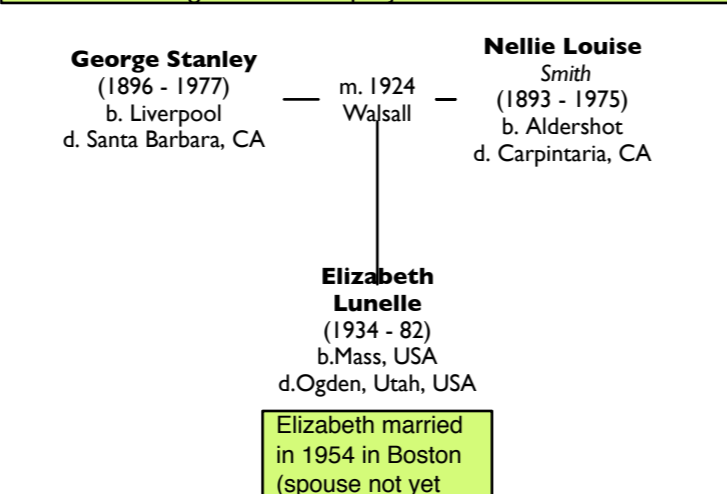 George Stanley
(1896 - 1977)
b. Liverpool
d. Santa Barbara, CA
m. 1924
Walsall
Nellie Louise
Smith
(1893 - 1975)
b. Aldershot
d. Carpintaria, CA
Elizabeth
Lunelle
(1934 - 82)
b.Mass, USA
d.Ogden, Utah, USA
Elizabeth married
in 1954 in Boston
(spouse not yet